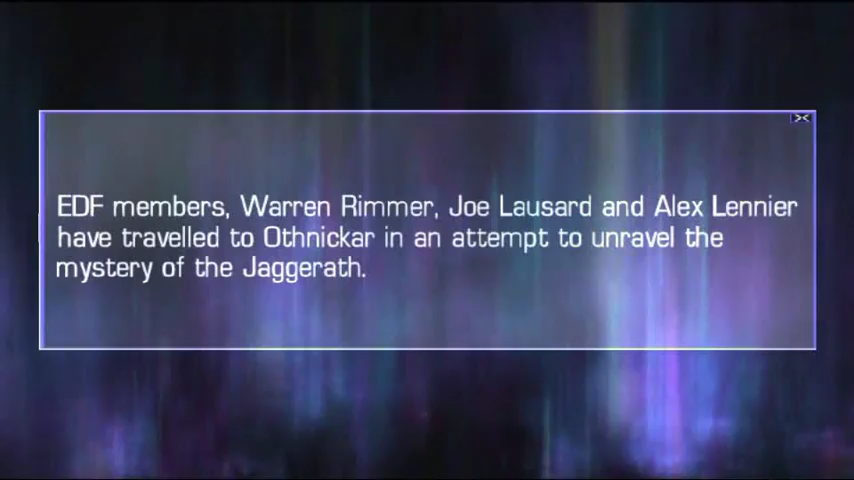 EDF members, Warren Rimmer, Joe Lausard and Alex Lennier
have travelled to Othnickar in an attempt to unravel the
mystery of the Jaggerath.